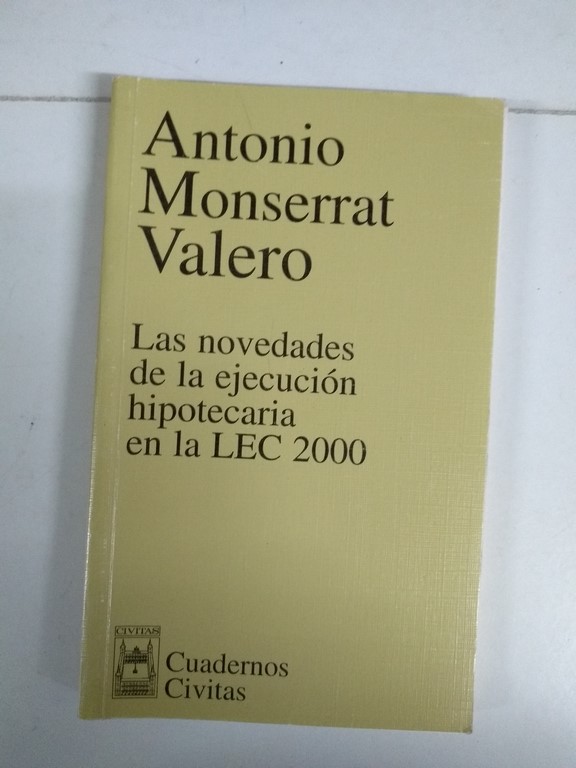 Antonio
Monserrat
Valero
Las novedades
de la ejecución
hipotecaria
en la LEC 2000
CIVITAS
Cuadernos
Civitas